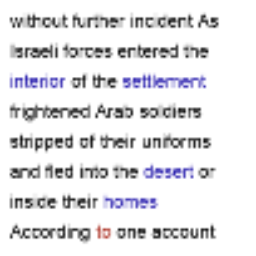 without further incident As
Israeli forces entered the
interior of the settlement
frightened Arab soldiers
stripped of their uniforms
and fled into the desert or
inside their homes
According to one account